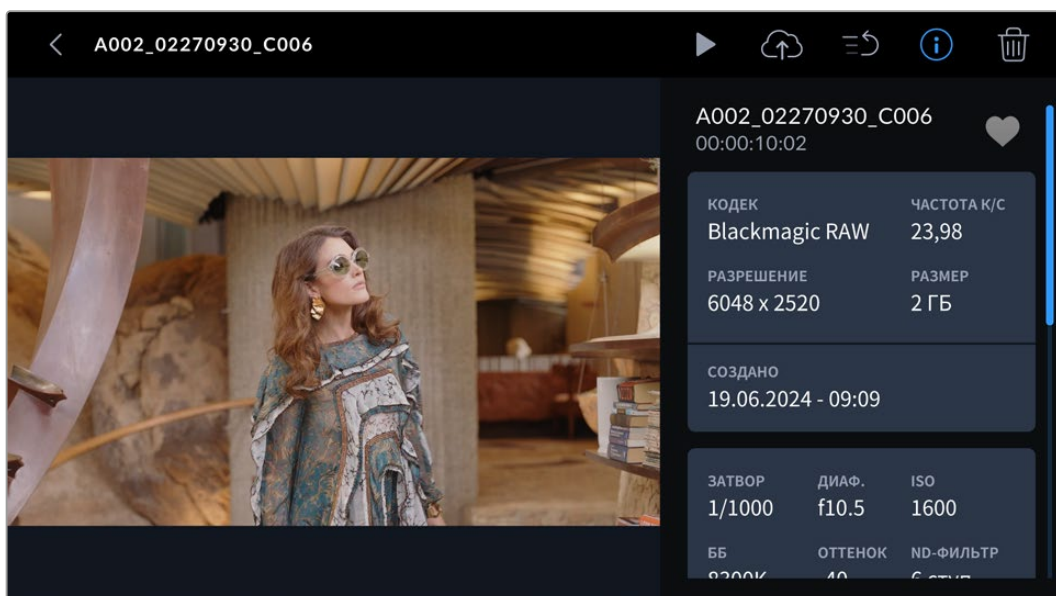 A002_02270930_C006
A002_02270930_C006
00:00:10:02
КОДЕК ЧАСТОТА К/С
Blackmagic RAW 23,98
РАЗРЕШЕНИЕ РАЗМЕР
6048 x 2520 2 ГБ
СОЗДАНО
19.06.2024 - 09:09
ЗАТВОР ДИАФ. ISO
1/1000 f10.5 1600
ББ ОТТЕНОК ND-ФИЛЬТР